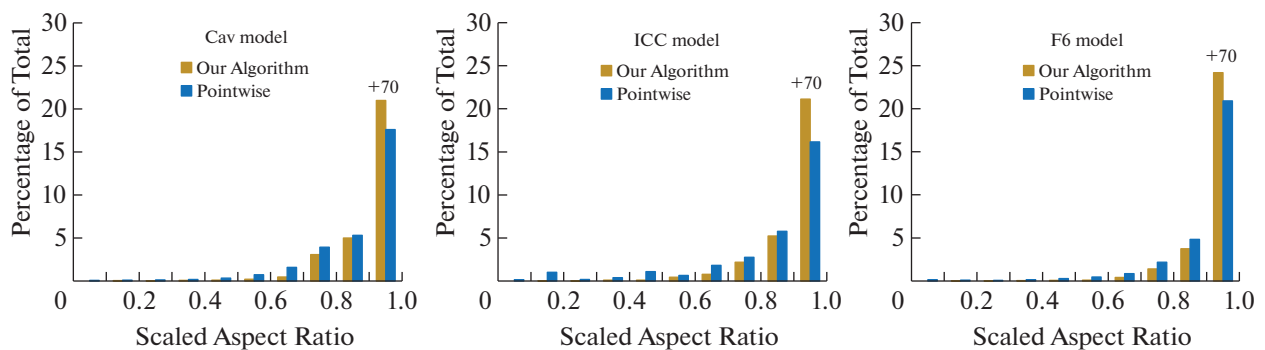 Percentage of Total
30
25
20
15
10
5
0
0.2
0.4
0.6
0.8
1.0
Cav model
Our Algorithm
Pointwise
+70
Scaled Aspect Ratio
Percentage of Total
30
25
20
15
10
5
0
0.2
0.4
0.6
0.8
1.0
ICC model
Our Algorithm
Pointwise
+70
Scaled Aspect Ratio
Percentage of Total
30
25
20
15
10
5
0
0.2
0.4
0.6
0.8
1.0
F6 model
Our Algorithm
Pointwise
+70
Scaled Aspect Ratio